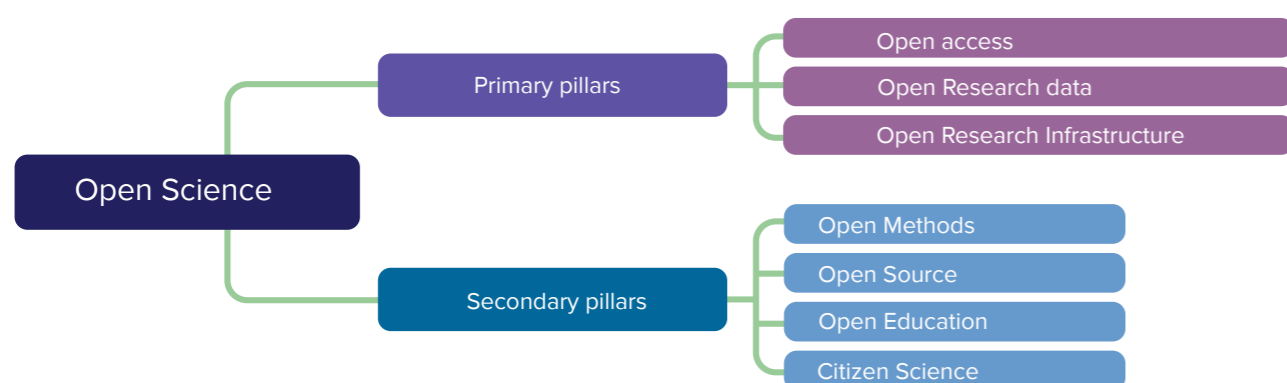 Open Science
Primary pillars
Open access
Open Research data
Open Research Infrastructure
Secondary pillars
Open Methods
Open Source
Open Education
Citizen Science